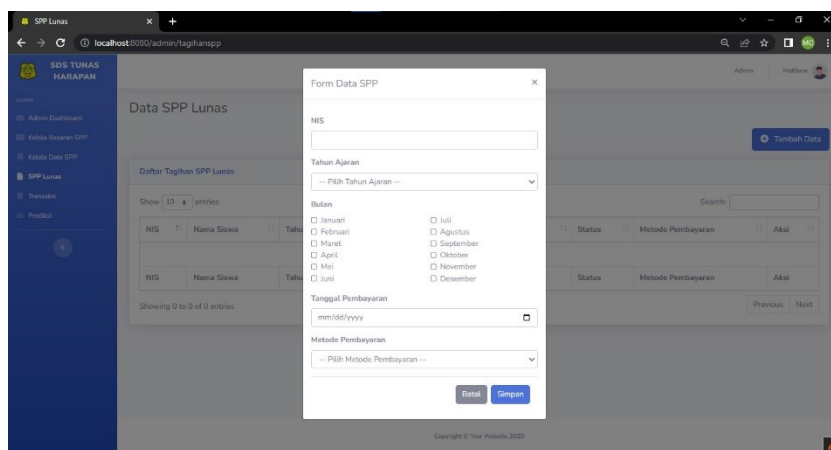 SPP Lunas
localhost:8080/admin/tagihanspp
MC
SDS TUNAS
HARAPAN
Admin Dashboard
Kelola Besaran SPP
Kelola Data SPP
SPP Lunas
Transaksi
Prediksi
Admin
Matthew
Data SPP Lunas
Tambah Data
Daftar Tagihan SPP Lunas
Show 10 entries
Search:
NIS Nama Siswa Tahu Status Metode Pembayaran Aksi
NIS Nama Siswa Tahu Status Metode Pembayaran Aksi
Showing 0 to 0 of 0 entries
Previous Next
Form Data SPP
×
NIS
Tahun Ajaran
-- Pilih Tahun Ajaran --
Bulan
Januari Juli
Februari Agustus
Maret September
April Oktober
Mei November
Juni Desember
Tanggal Pembayaran
mm/dd/yyyy
Metode Pembayaran
-- Pilih Metode Pembayaran --
Batal Simpan
Copyright © Your Website 2020